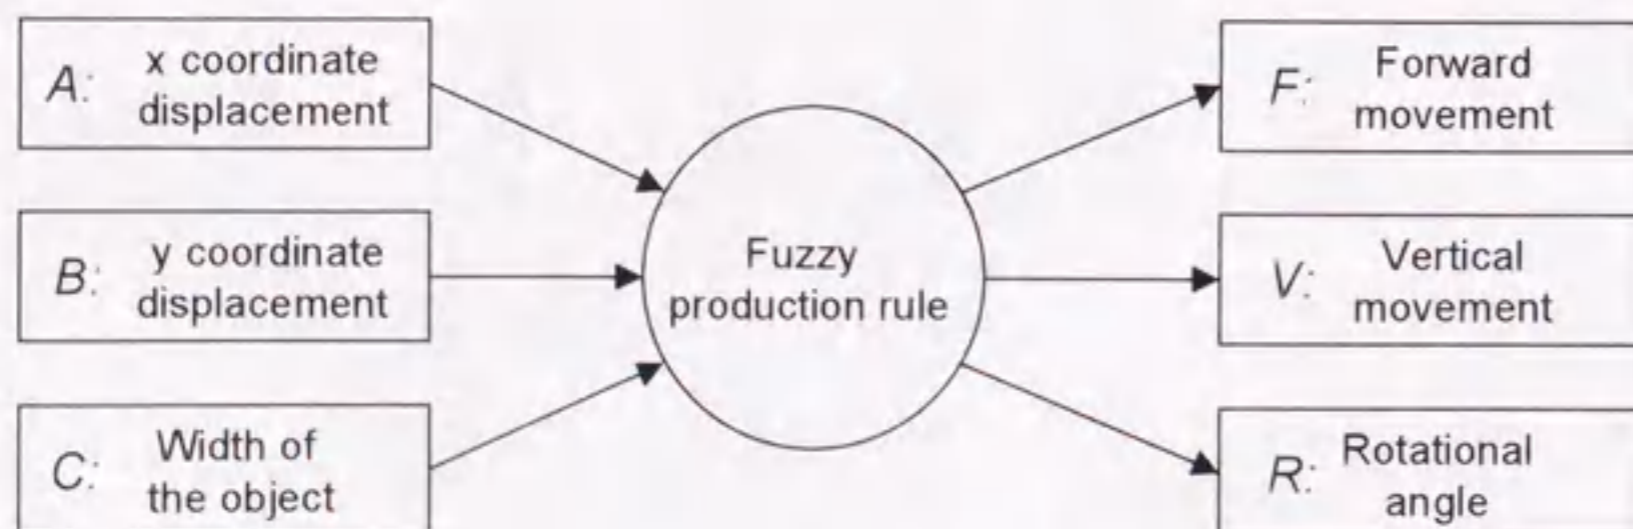 A: x coordinate
displacement
B: y coordinate
displacement
C: Width of
the object
Fuzzy
production rule
F: Forward
movement
V: Vertical
movement
R: Rotational
angle